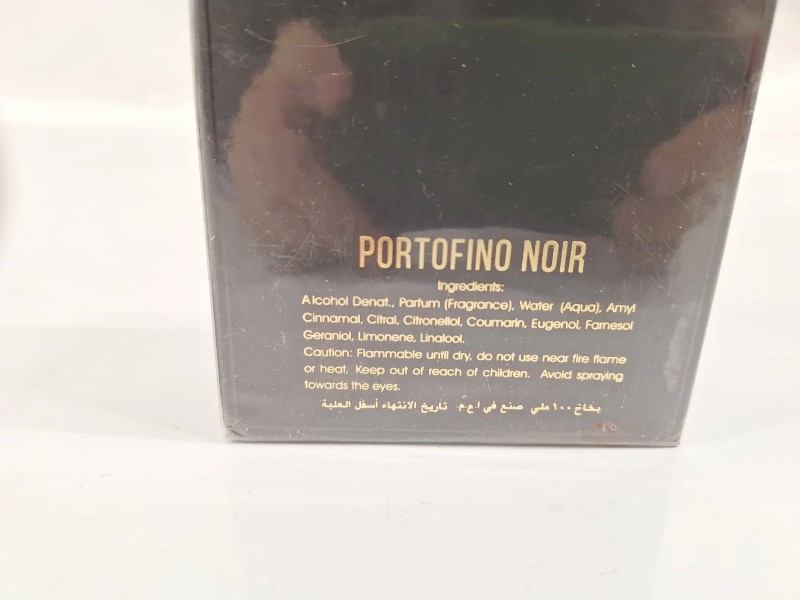 PORTOFINO NOIR
Ingredients:
Alcohol Denat., Parfum (Fragrance), Water (Aqua), Amyl
Cinnamal, Citral, Citronellol, Coumarin, Eugenol, Farnesol
Geraniol, Limonene, Linalool.
Caution: Flammable until dry, do not use near fire flame
or heat, Keep out of reach of children. Avoid spraying
towards the eyes.
بخاخ ١٠٠ ملي صنع في ا.ع.م. تاريخ الانتهاء أسفل العلبة